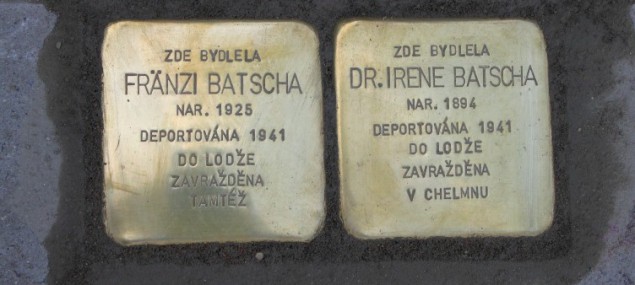 ZDE BYDLELA
FRÄNZI BATSCHA
NAR. 1925
DEPORTOVÁNA 1941
DO LODŽE
ZAVRAŽDĚNA
TAMTÉŽ
ZDE BYDLELA
DR. IRENE BATSCHA
NAR. 1894
DEPORTOVÁNA 1941
DO LODŽE
ZAVRAŽDĚNA
V CHELMNU